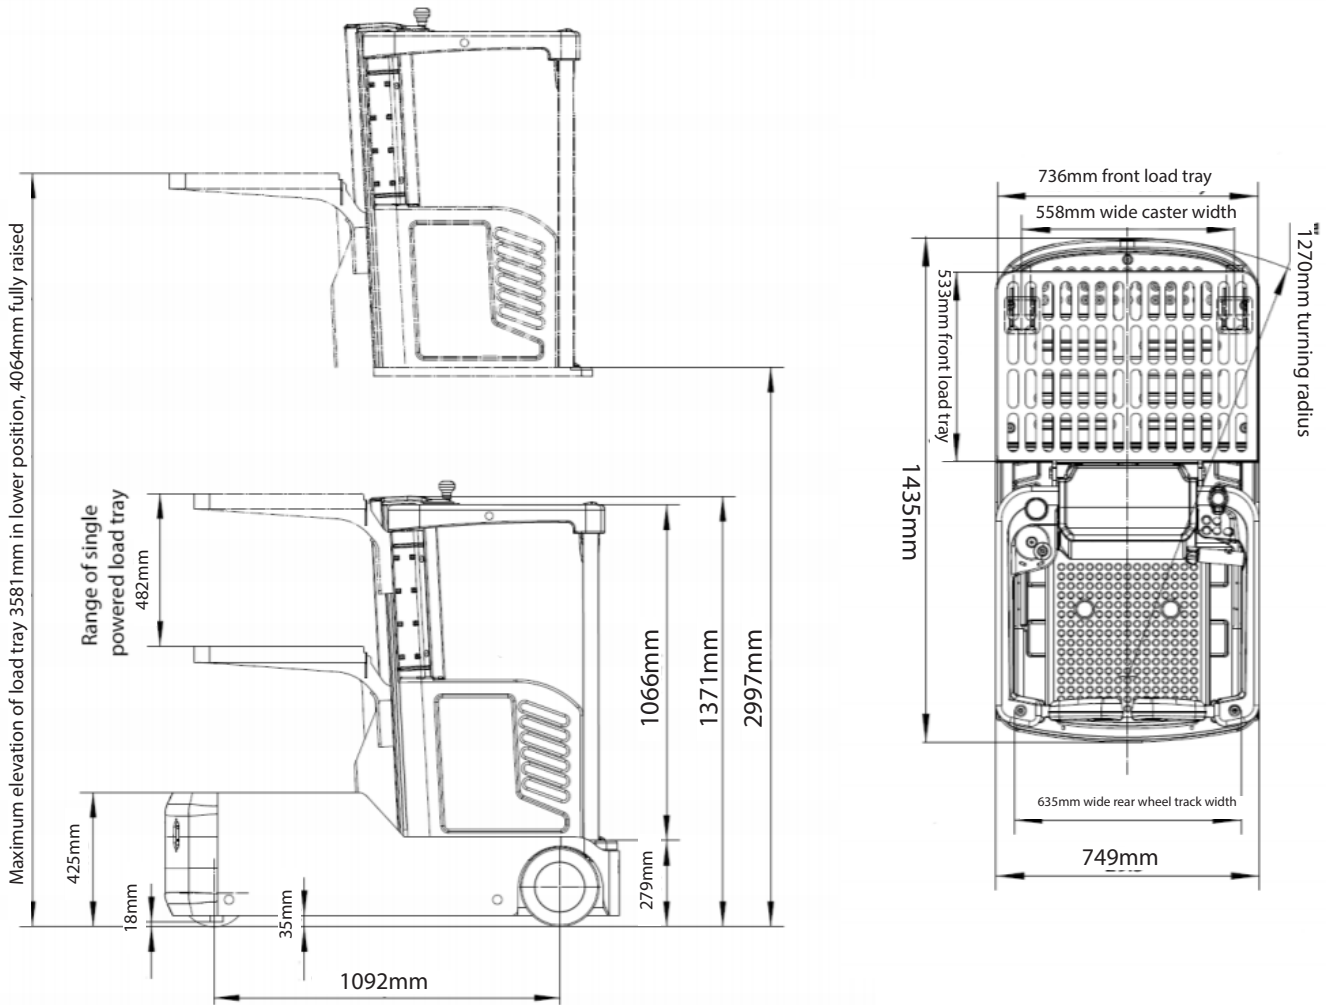 Maximum elevation of load tray 3581mm in lower position, 4064mm fully raised
Range of single
powered load tray
482mm
425mm
18mm
35mm
1092mm
279mm
1066mm
1371mm
2997mm
736mm front load tray
558mm wide caster width
533mm front load tray
1270mm turning radius
1435mm
635mm wide rear wheel track width
749mm